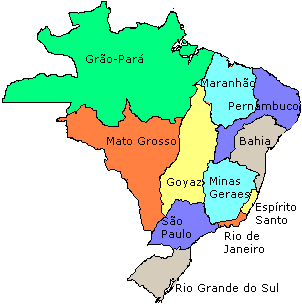 Grão-Pará
Maranhão
Pernambuco
Mato Grosso
Bahia
Goyaz
Minas
Geraes
Espírito
Santo
São
Paulo
Rio de
Janeiro
Rio Grande do Sul